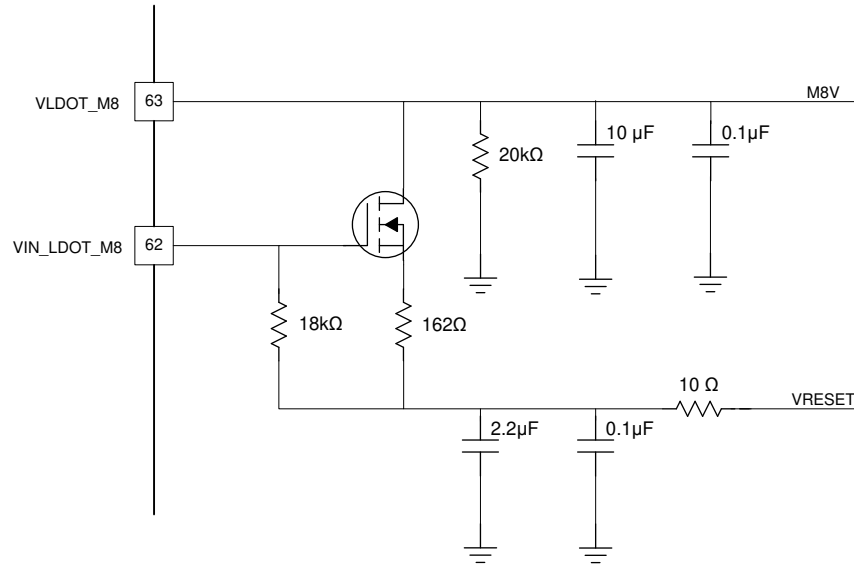 VLDOT_M8 63 M8V
20kΩ 10 µF 0.1µF
VIN_LDOT_M8 62
18kΩ 162Ω
10 Ω VRESET
2.2µF 0.1µF